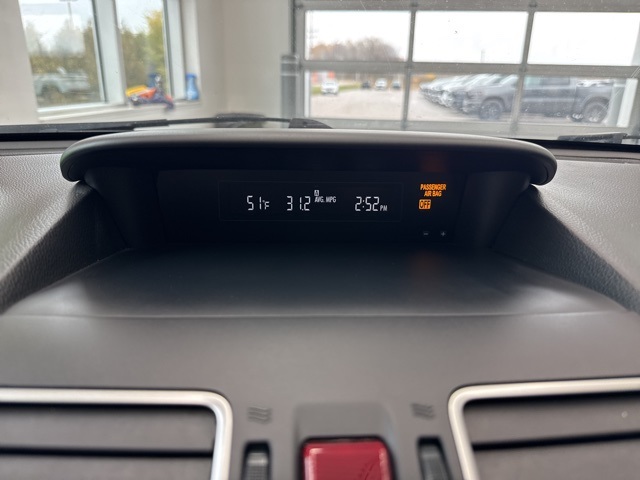 51°F 31.2 A AVG. MPG 2:52 PM
PASSENGER
AIR BAG
OFF